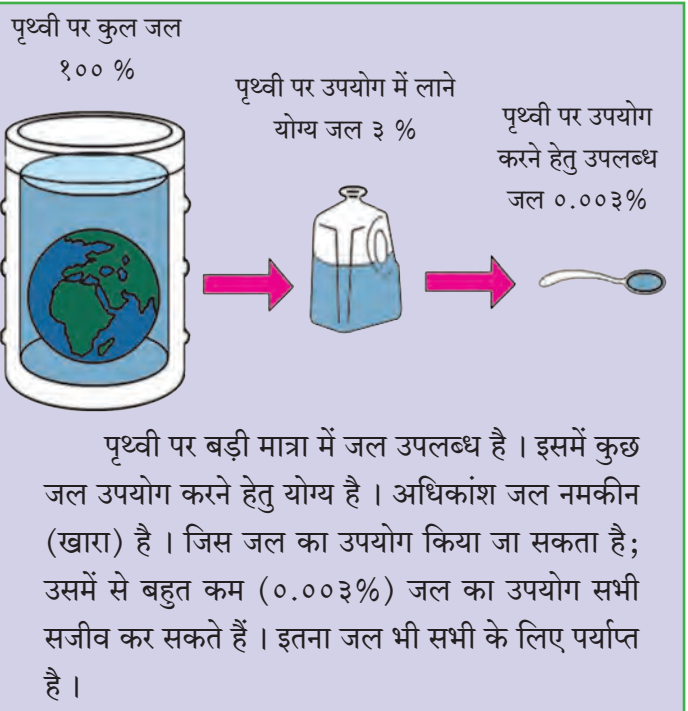 पृथ्वी पर कुल जल
१०० %
पृथ्वी पर उपयोग में लाने
योग्य जल ३ %
पृथ्वी पर उपयोग
करने हेतु उपलब्ध
जल ०.००३%
पृथ्वी पर बड़ी मात्रा में जल उपलब्ध है । इसमें कुछ
जल उपयोग करने हेतु योग्य है । अधिकांश जल नमकीन
(खारा) है । जिस जल का उपयोग किया जा सकता है;
उसमें से बहुत कम (०.००३%) जल का उपयोग सभी
सजीव कर सकते हैं । इतना जल भी सभी के लिए पर्याप्त
है ।